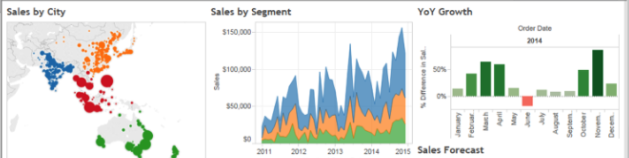 Sales by City
Sales by Segment
$150,000
$100,000
$50,000
$0
Sales
2011
2012
2013
2014
2015
YoY Growth
Order Date
2014
% Difference in Sal..
50%
0%
January
Februar..
March
April
May
June
July
August
Septem..
October
Novem..
Decem..
Sales Forecast